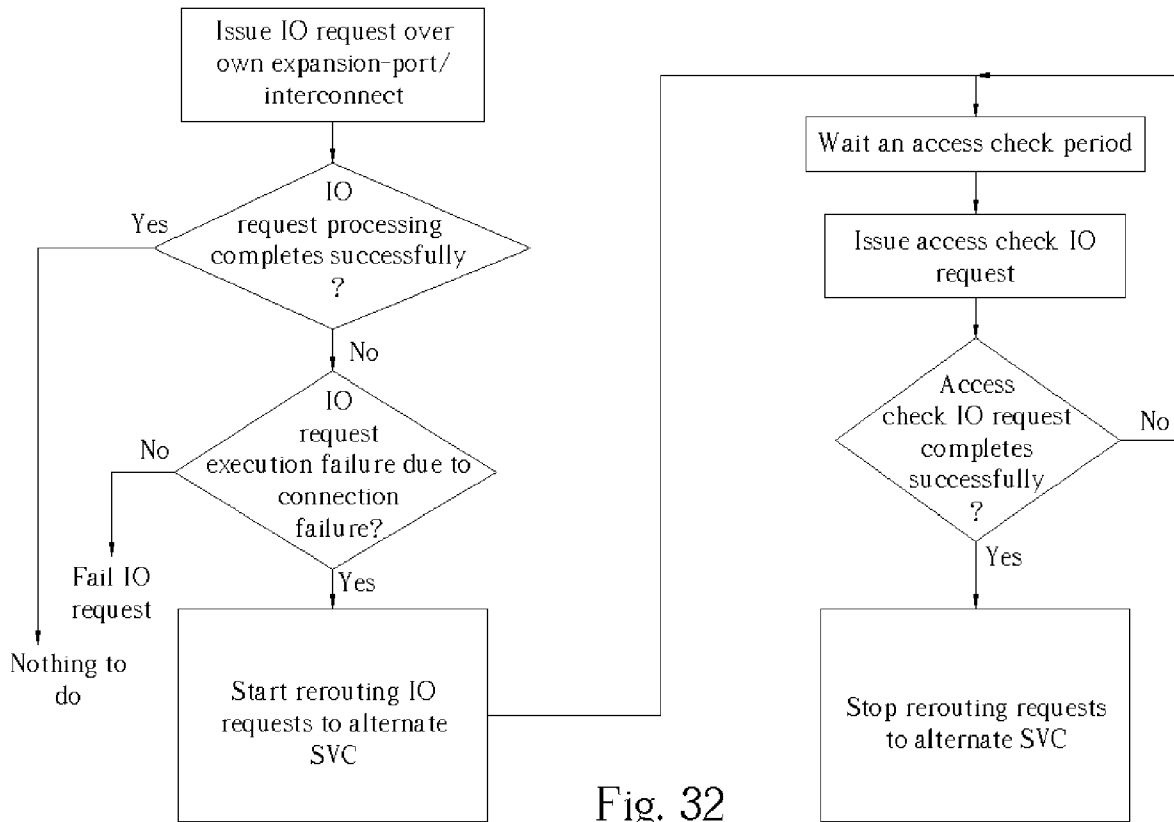 Issue IO request over
own expansion-port/
interconnect
IO
request processing
completes successfully
?
Yes
No
IO
request
execution failure due to
connection
failure?
No
Yes
Fail IO
request
Nothing to
do
Start rerouting IO
requests to alternate
SVC
Wait an access check period
Issue access check IO
request
Access
check IO request
completes
successfully
?
No
Yes
Stop rerouting requests
to alternate SVC
Fig. 32